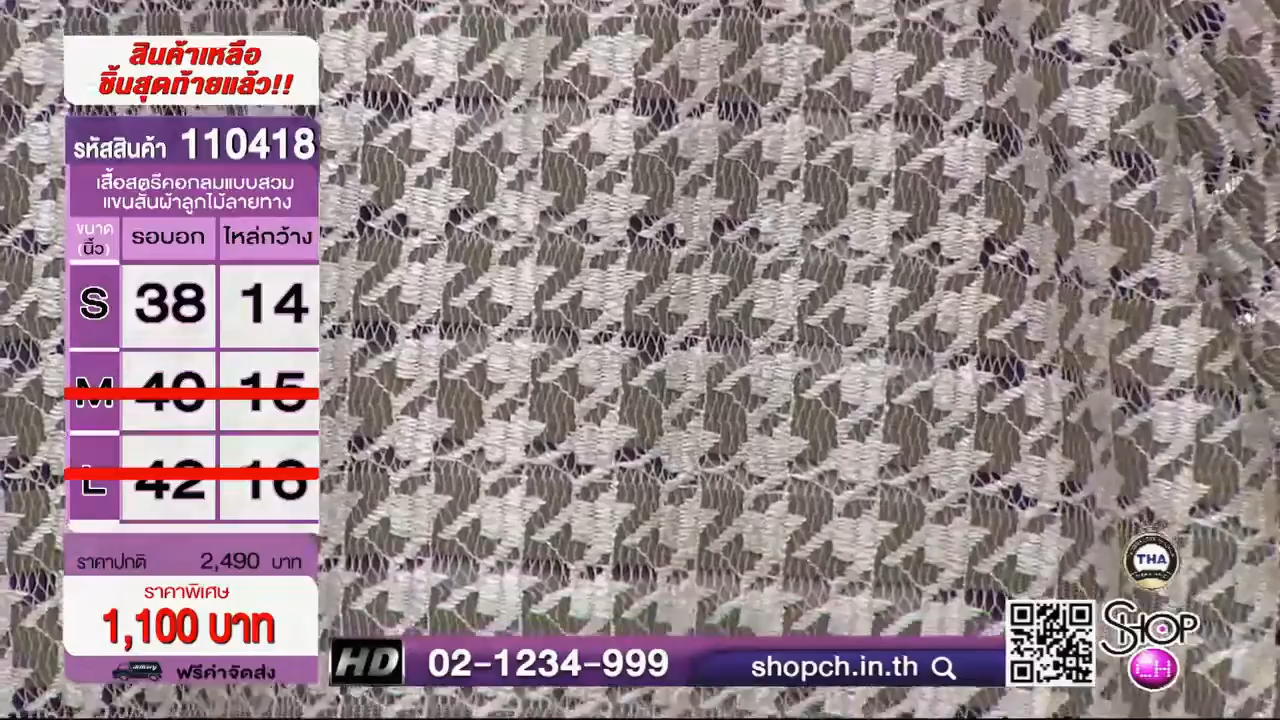 สินค้าเหลือ
ชิ้นสุดท้ายแล้ว!!
รหัสสินค้า 110418
เสื้อสตรีคอกลมแบบสวม
แขนสั้นผ้าลูกไม้ลายทาง
ขนาด (นิ้ว) รอบอก ไหล่กว้าง
S 38 14
M 40 15
L 42 16
ราคาปกติ 2,490 บาท
ราคาพิเศษ
1,100 บาท
delivery ฟรีค่าจัดส่ง
HD 02-1234-999 shopch.in.th
THA
SHOP
CH